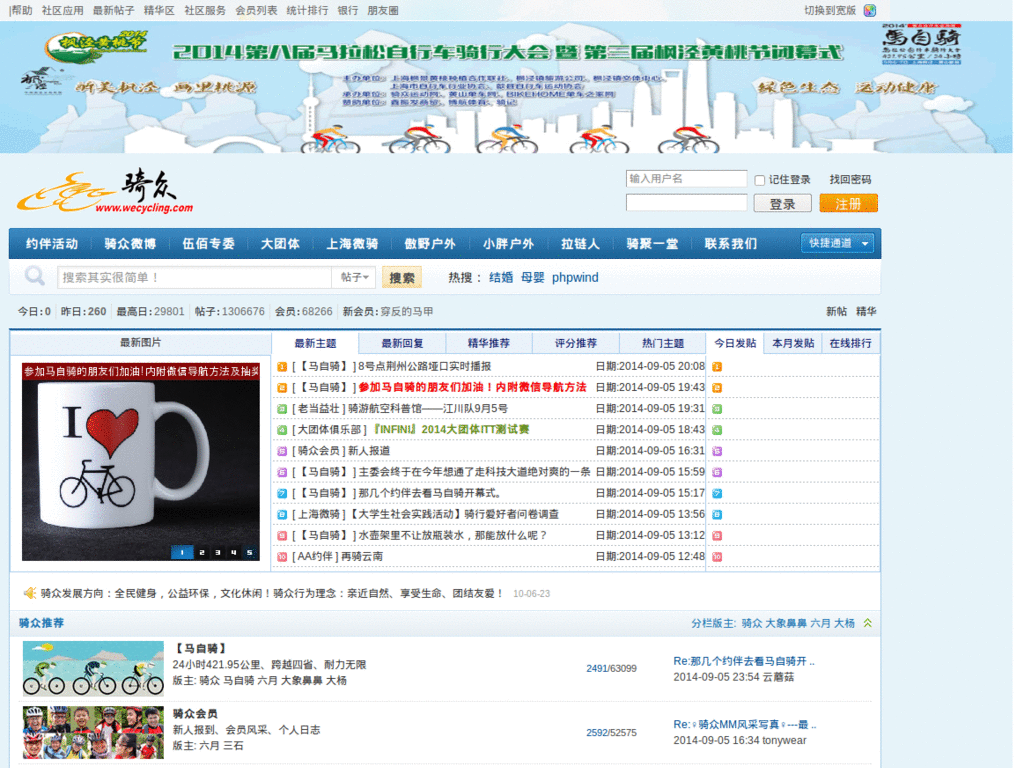 |帮助 社区应用 最新帖子 精华区 社区服务 会员列表 统计排行 银行 朋友圈 切换到宽版
枫泾黄桃节
2014第八届马拉松自行车骑行大会暨第三届枫泾黄桃节闭幕式
馬自騎
骑众
www.wecycling.com
输入用户名 记住登录 找回密码
登录 注册
约伴活动 骑众微博 伍佰专委 大团体 上海微骑 傲野户外 小胖户外 拉链人 骑聚一堂 联系我们 快捷通道
搜索其实很简单！ 帖子 搜索 热搜： 结婚 母婴 phpwind
今日:0 昨日:260 最高日:29801 帖子:1306676 会员:68266 新会员:穿反的马甲 新帖 精华
最新图片 最新主题 最新回复 精华推荐 评分推荐 热门主题 今日发贴 本月发贴 在线排行
参加马自骑的朋友们加油!内附微信导航方法及抽奖
I
1 2 3 4 5
1 [【马自骑】] 8号点荆州公路垭口实时播报 日期:2014-09-05 20:08 1
2 [【马自骑】] 参加马自骑的朋友们加油！内附微信导航方法 日期:2014-09-05 19:43 2
3 [ 老当益壮 ] 骑游航空科普馆——江川队9月5号 日期:2014-09-05 19:31 3
4 [ 大团体俱乐部 ] 『INFINI』2014大团体ITT测试赛 日期:2014-09-05 18:43 4
5 [ 骑众会员 ] 新人报道 日期:2014-09-05 16:31 5
6 [【马自骑】] 主委会终于在今年想通了走科技大道绝对爽的一条 日期:2014-09-05 15:59 6
7 [【马自骑】] 那几个约伴去看马自骑开幕式。 日期:2014-09-05 15:17 7
8 [ 上海微骑 ] 【大学生社会实践活动】骑行爱好者问卷调查 日期:2014-09-05 13:56 8
9 [【马自骑】] 水壶架里不让放瓶装水，那能放什么呢？ 日期:2014-09-05 13:12 9
10 [ AA约伴 ] 再骑云南 日期:2014-09-05 12:48 10
骑众发展方向：全民健身，公益环保，文化休闲！骑众行为理念：亲近自然、享受生命、团结友爱！ 10-06-23
骑众推荐 分栏版主: 骑众 大象鼻鼻 六月 大杨
【马自骑】
24小时421.95公里、跨越四省、耐力无限
版主: 骑众 马自骑 六月 大象鼻鼻 大杨
2491/63099
Re:那几个约伴去看马自骑开 ..
2014-09-05 23:54 云蘑菇
骑众会员
新人报到、会员风采、个人日志
版主: 六月 三石
2592/52575
Re:♀骑众MM风采写真♀---最 ..
2014-09-05 16:34 tonywear